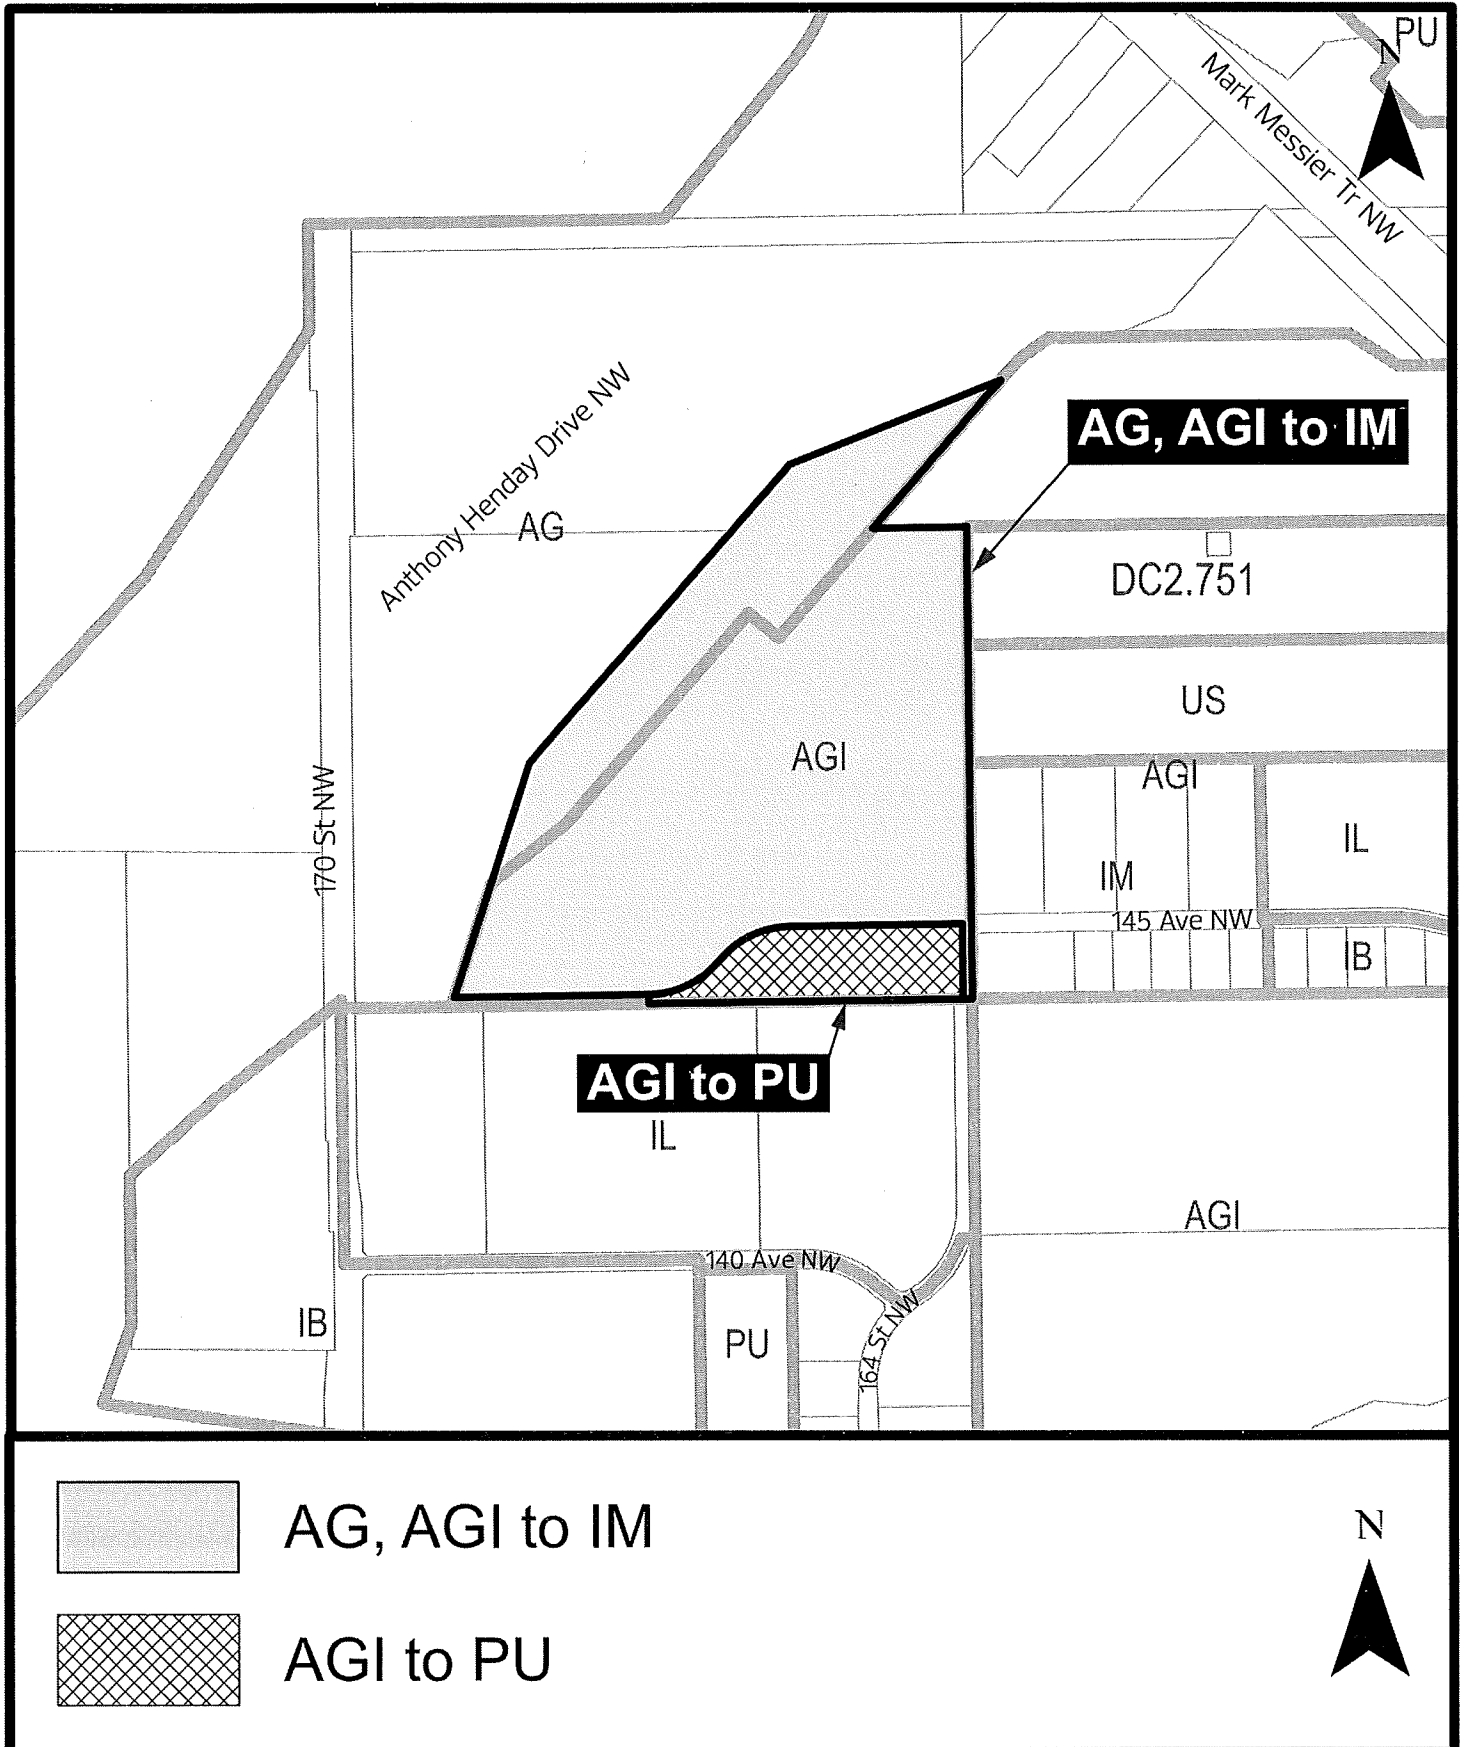 PU
N
Mark Messier Tr NW
Anthony Henday Drive NW
AG, AGI to IM
AG
DC2.751
US
AGI
AGI
170 St NW
IL
IM
145 Ave NW
IB
AGI to PU
IL
AGI
140 Ave NW
164 St NW
IB
PU
AG, AGI to IM
N
AGI to PU